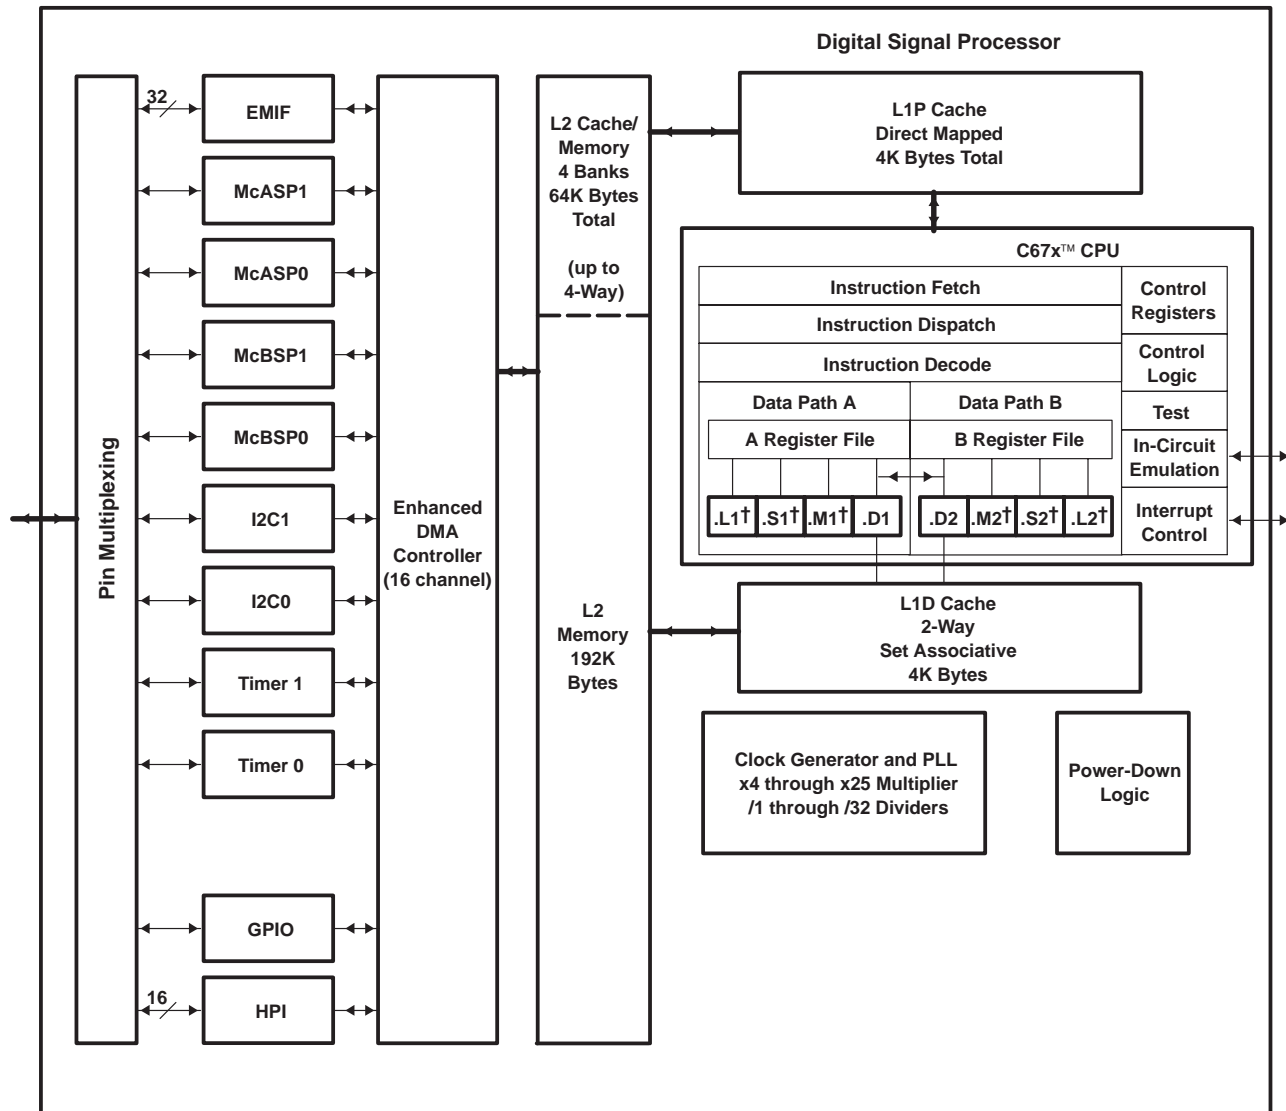 Digital Signal Processor
Pin Multiplexing
32
EMIF
McASP1
McASP0
McBSP1
McBSP0
I2C1
I2C0
Timer 1
Timer 0
GPIO
16
HPI
Enhanced
DMA
Controller
(16 channel)
L2 Cache/
Memory
4 Banks
64K Bytes
Total
(up to
4-Way)
L2
Memory
192K
Bytes
L1P Cache
Direct Mapped
4K Bytes Total
C67x™ CPU
Instruction Fetch
Instruction Dispatch
Instruction Decode
Data Path A
Data Path B
A Register File
B Register File
.L1†
.S1†
.M1†
.D1
.D2
.M2†
.S2†
.L2†
Control
Registers
Control
Logic
Test
In-Circuit
Emulation
Interrupt
Control
L1D Cache
2-Way
Set Associative
4K Bytes
Clock Generator and PLL
x4 through x25 Multiplier
/1 through /32 Dividers
Power-Down
Logic